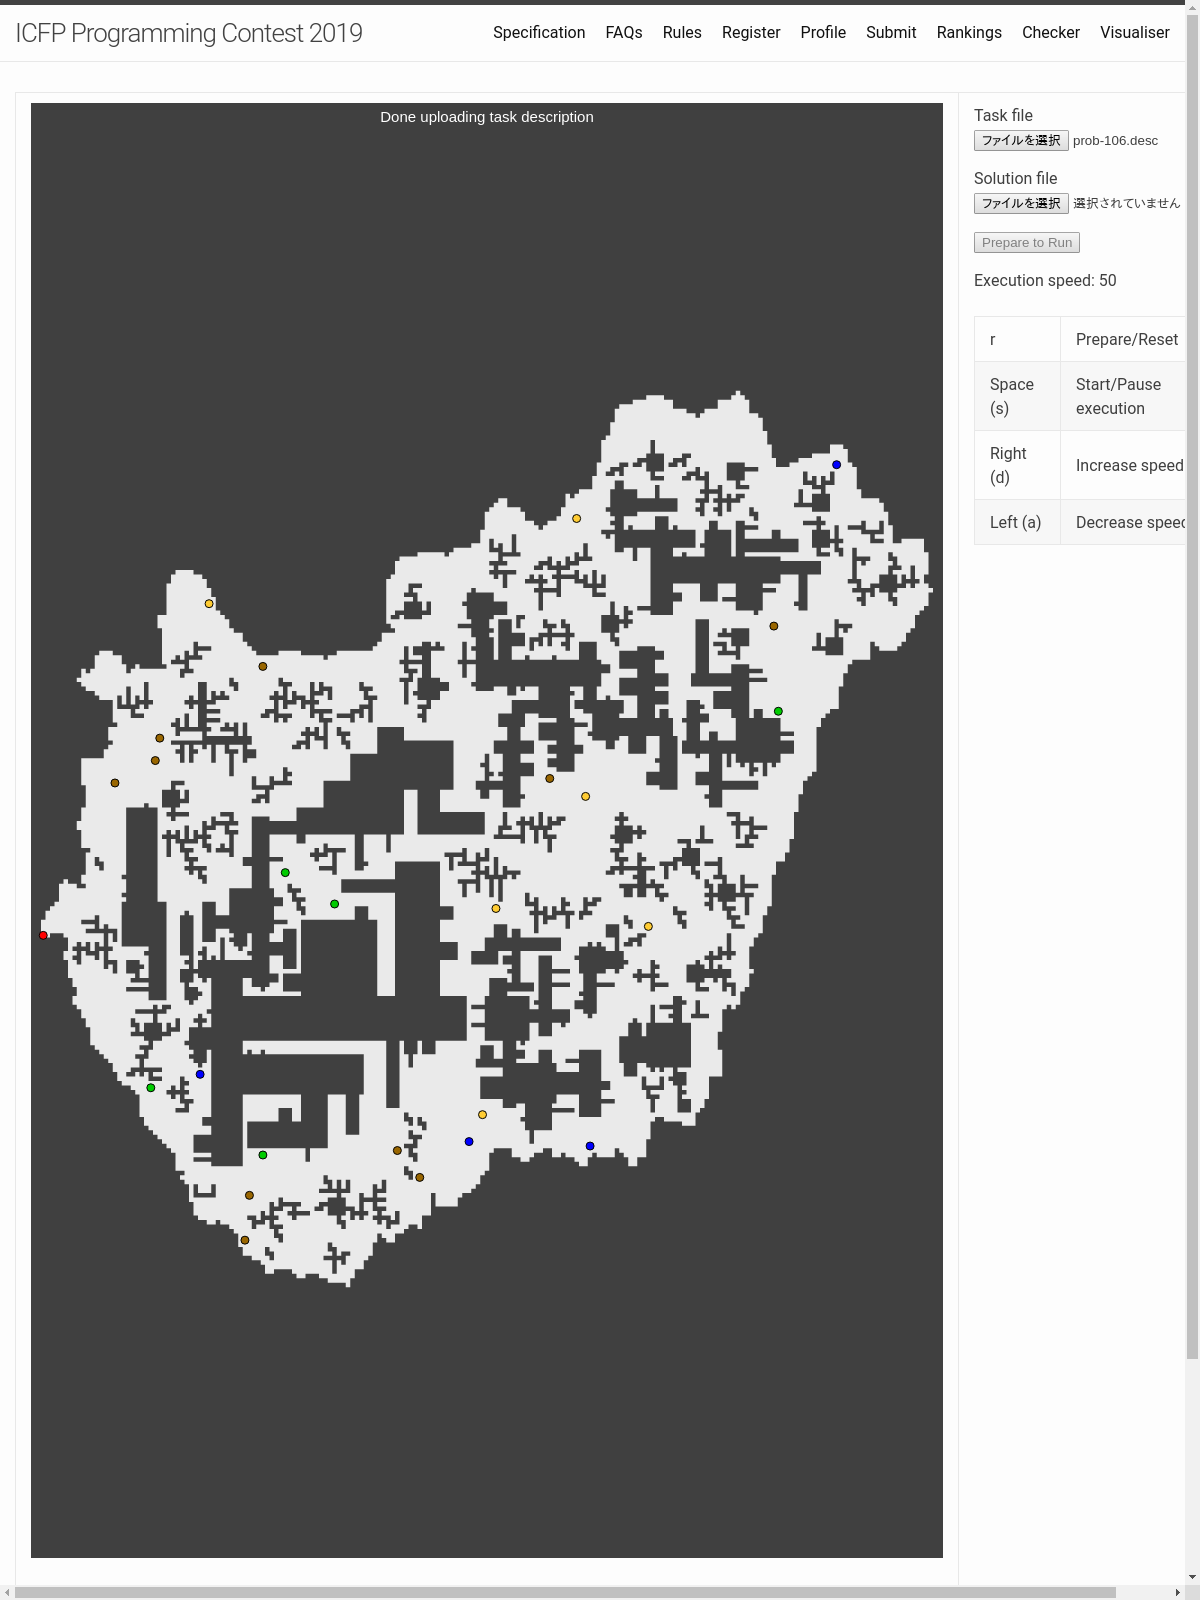 ICFP Programming Contest 2019
Specification FAQs Rules Register Profile Submit Rankings Checker Visualiser
Done uploading task description
Task file
ファイルを選択 prob-106.desc
Solution file
ファイルを選択 選択されていません
Prepare to Run
Execution speed: 50
r Prepare/Reset
Space (s) Start/Pause execution
Right (d) Increase speed
Left (a) Decrease speed